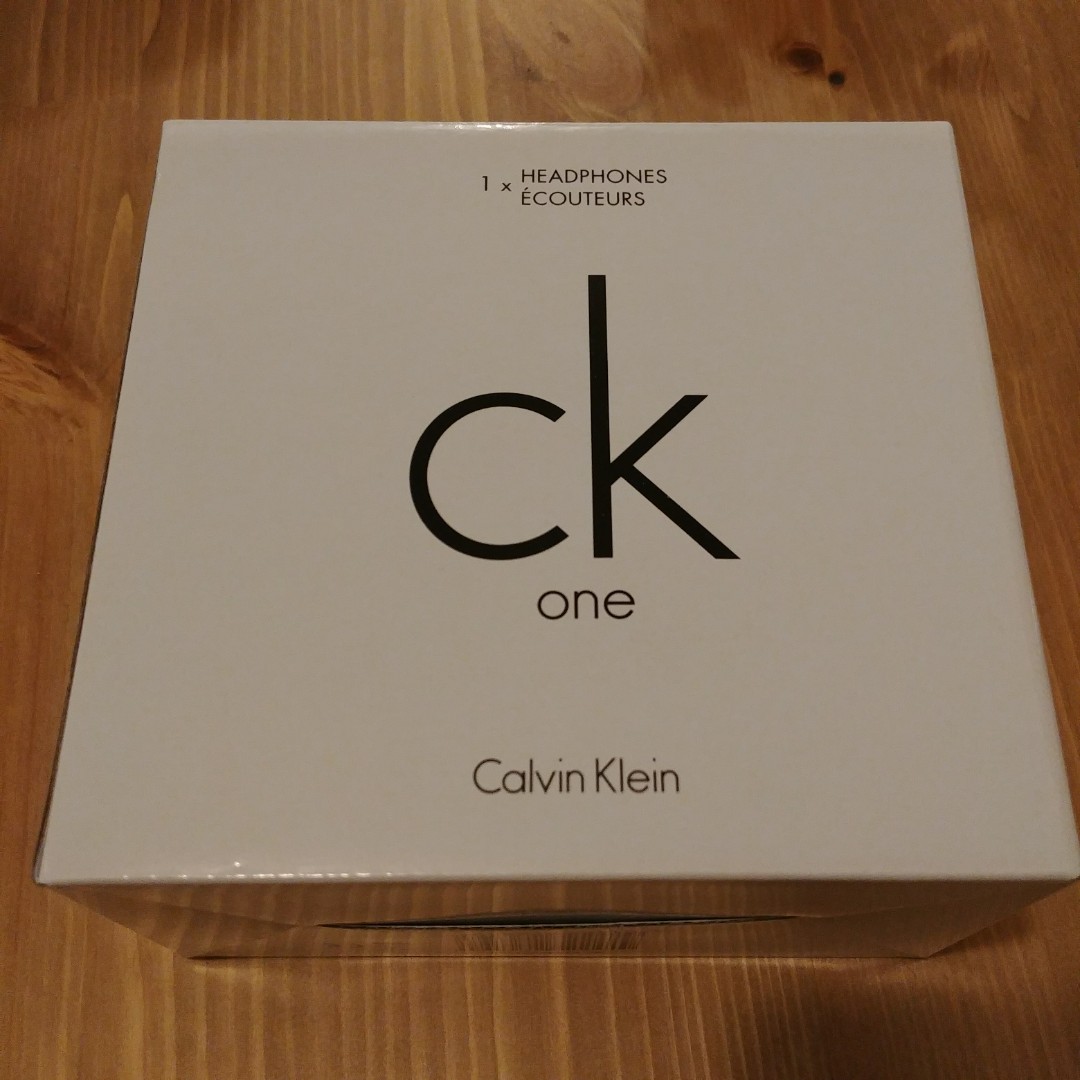 1 x HEADPHONES
ÉCOUTEURS
ck
one
Calvin Klein